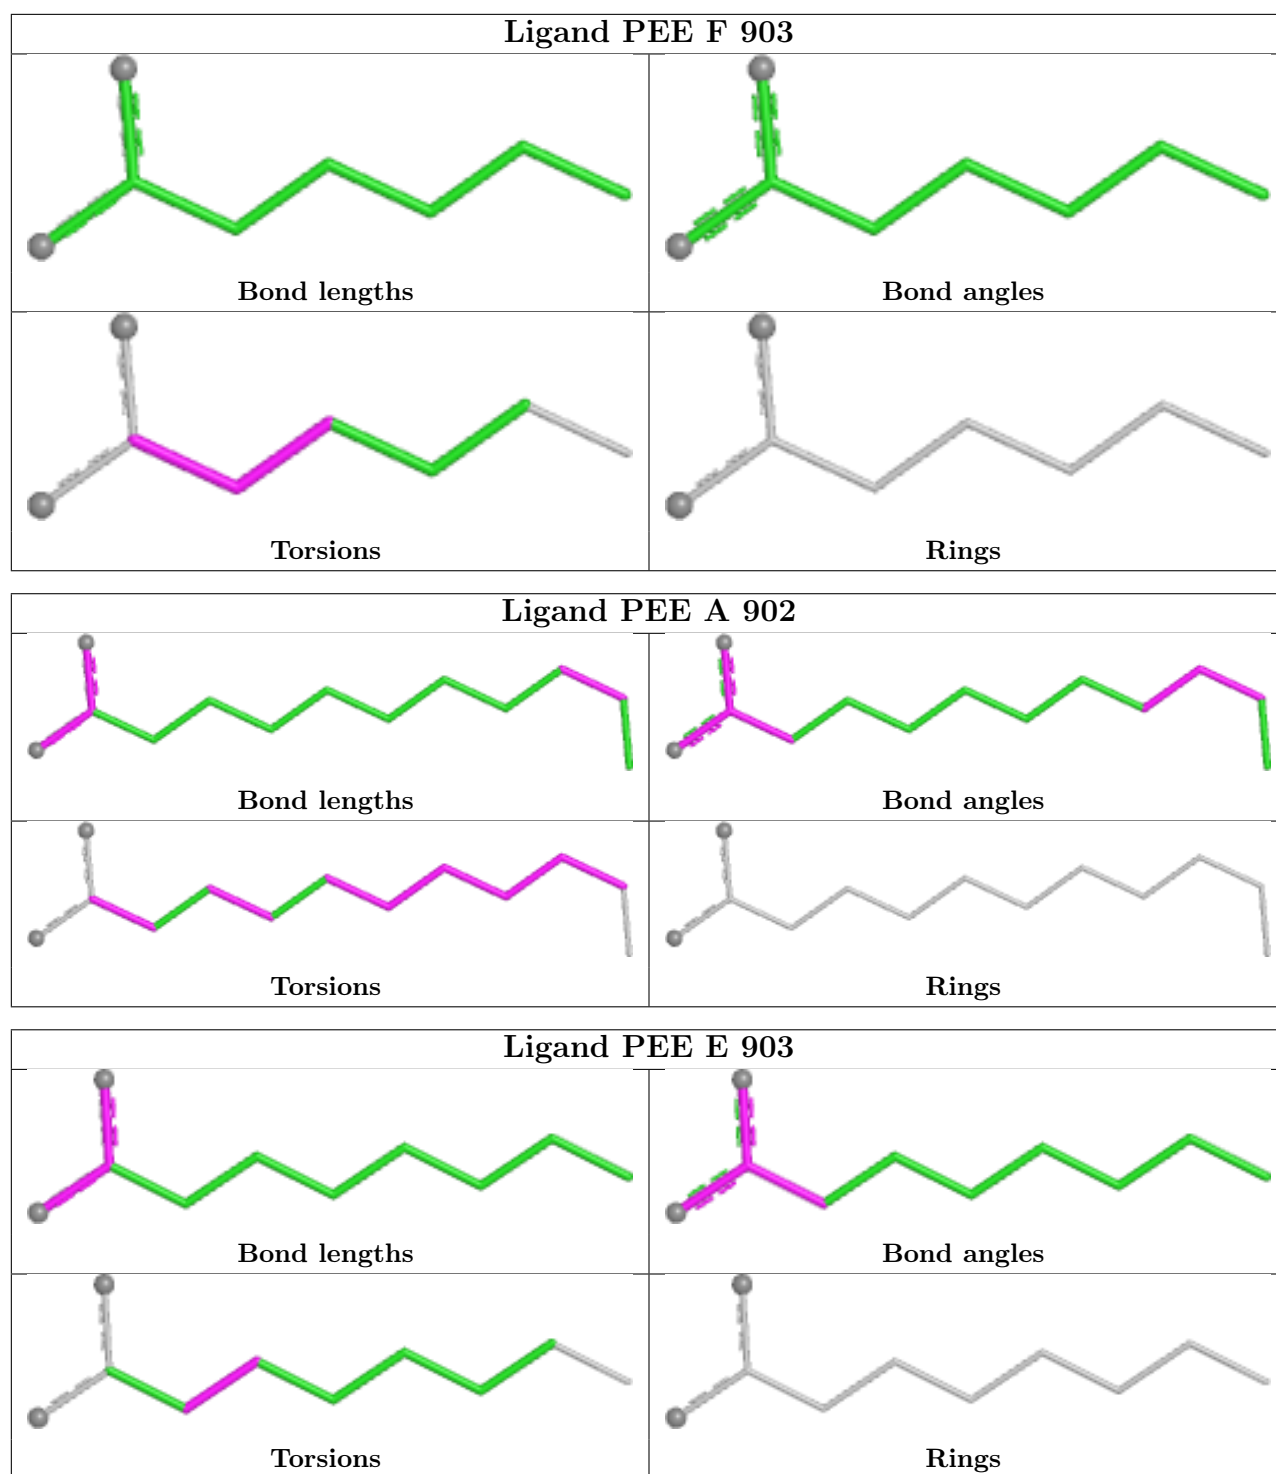 Ligand PEE F 903
Bond lengths
Bond angles
Torsions
Rings
Ligand PEE A 902
Bond lengths
Bond angles
Torsions
Rings
Ligand PEE E 903
Bond lengths
Bond angles
Torsions
Rings